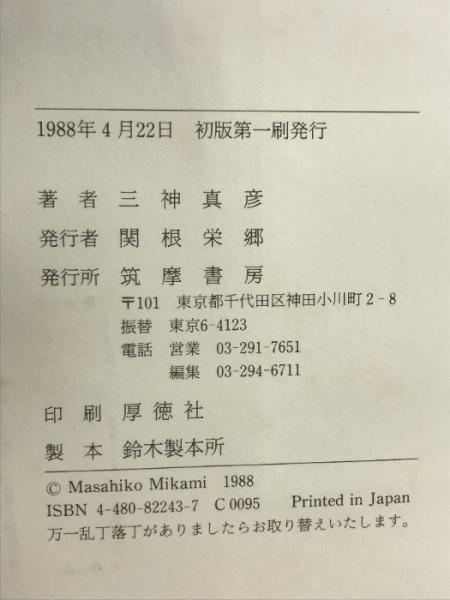 1988年4月22日　初版第一刷発行
著者　三神真彦
発行者　関根栄郷
発行所　筑摩書房
〒101　東京都千代田区神田小川町2-8
振替　東京6-4123
電話　営業　03-291-7651
編集　03-294-6711
印刷　厚徳社
製本　鈴木製本所
© Masahiko Mikami 1988
ISBN 4-480-82243-7 C0095 Printed in Japan
万一乱丁落丁がありましたらお取り替えいたします。